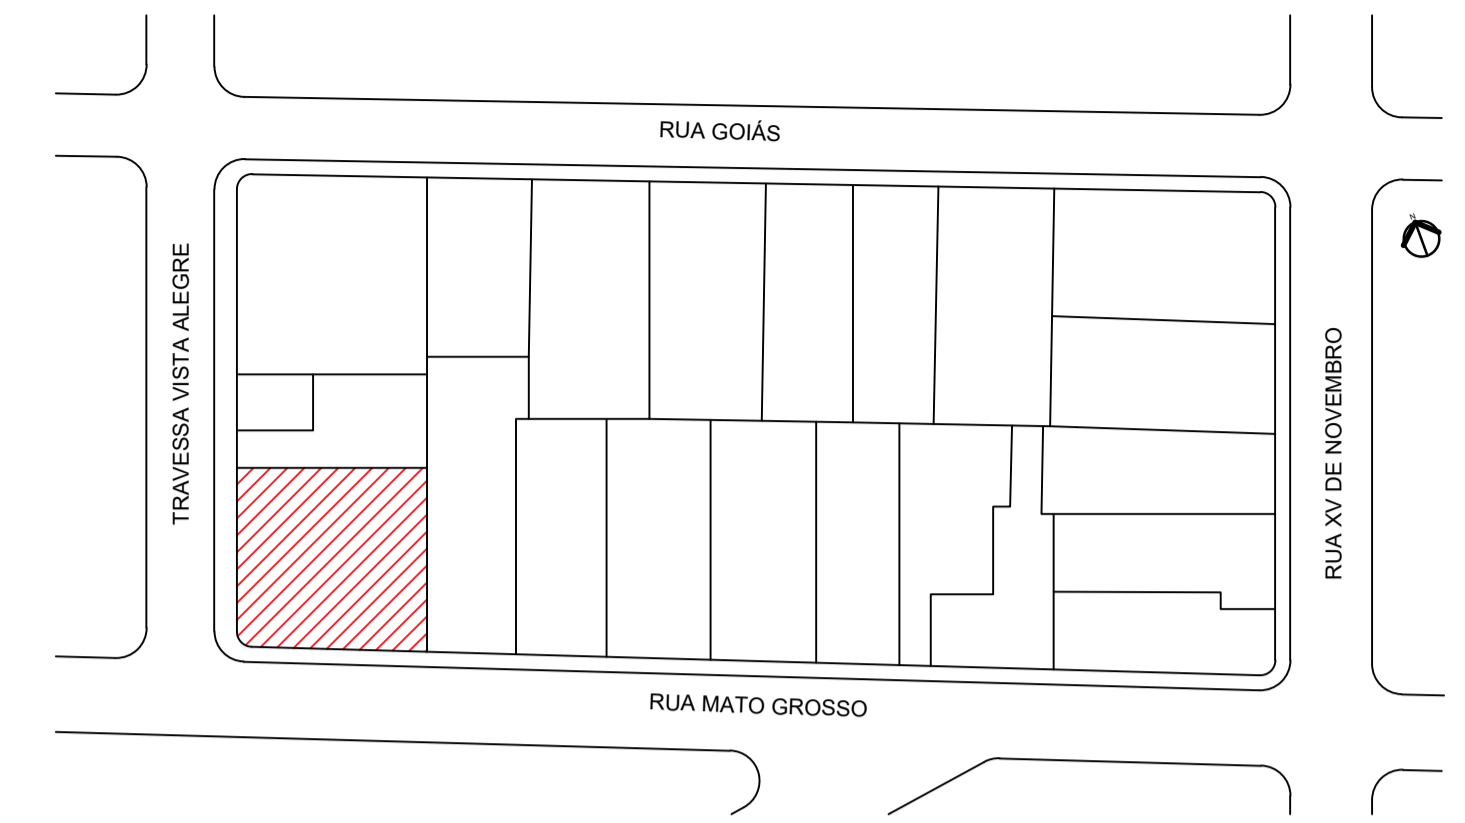 RUA GOIÁS
N
TRAVESSA VISTA ALEGRE
RUA XV DE NOVEMBRO
RUA MATO GROSSO